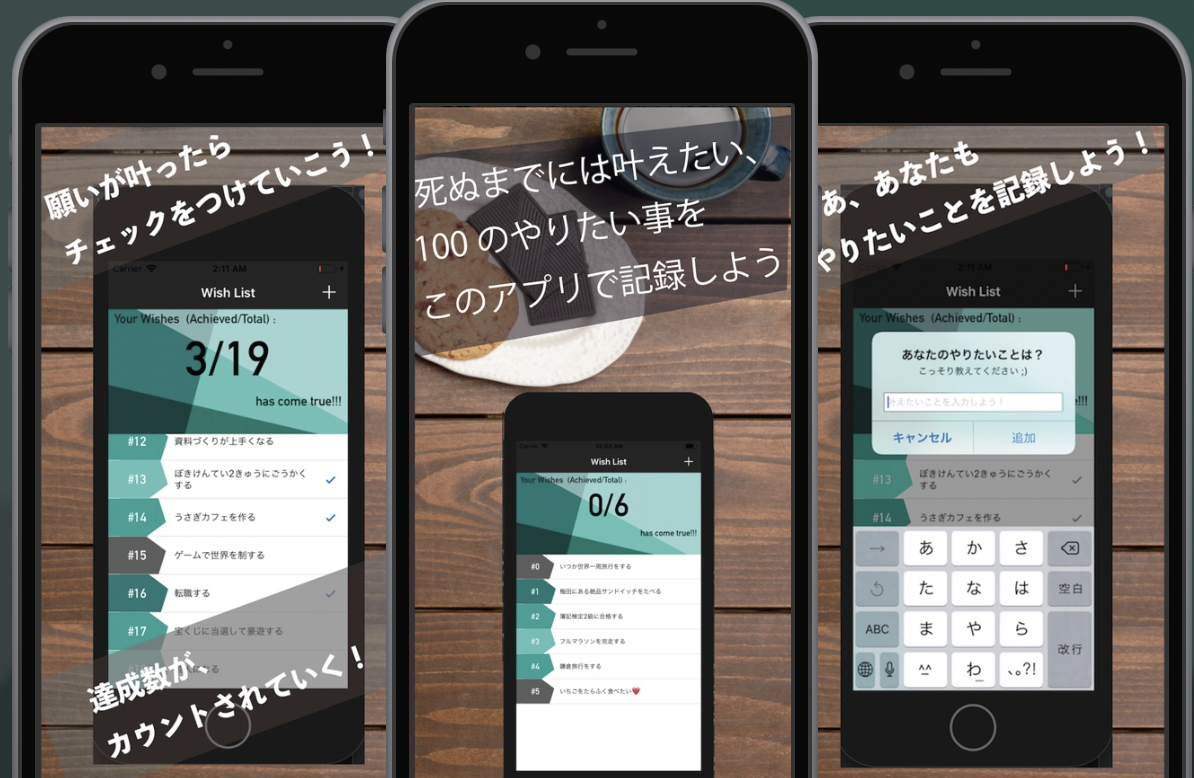 願いが叶ったら
チェックをつけていこう!
Carrier
2:11 AM
Wish List
+
Your Wishes (Achieved/Total) :
3/19
has come true!!!
#12 資料づくりが上手くなる
#13 ぼきけんてい2きゅうにごうかく
する
#14 うさぎカフェを作る
#15 ゲームで世界を制する
#16 転職する
#17 宝くじに当選して豪遊する
達成数が、
カウントされていく!
死ぬまでには叶えたい、
100 のやりたい事を
このアプリで記録しよう
Wish List
+
Your Wishes (Achieved/Total) :
0/6
has come true!!!
#0 いつか世界一周旅行をする
#1 梅田にある絶品サンドイッチをたべる
#2 簿記検定2級に合格する
#3 フルマラソンを完走する
#4 鎌倉旅行をする
#5 いちごをたらふく食べたい❤️
あ、あなたも
やりたいことを記録しよう!
2:11 AM
Wish List
+
Your Wishes (Achieved/Total) :
あなたのやりたいことは?
こっそり教えてください ;)
叶えたいことを入力しよう!
e!!!
キャンセル
追加
#13 ぼきけんてい2きゅうにごうかく
する
#14 うさぎカフェを作る
→ あ か さ
た な は 空白
ABC ま や ら 改行
^^ わ_ 、。?!